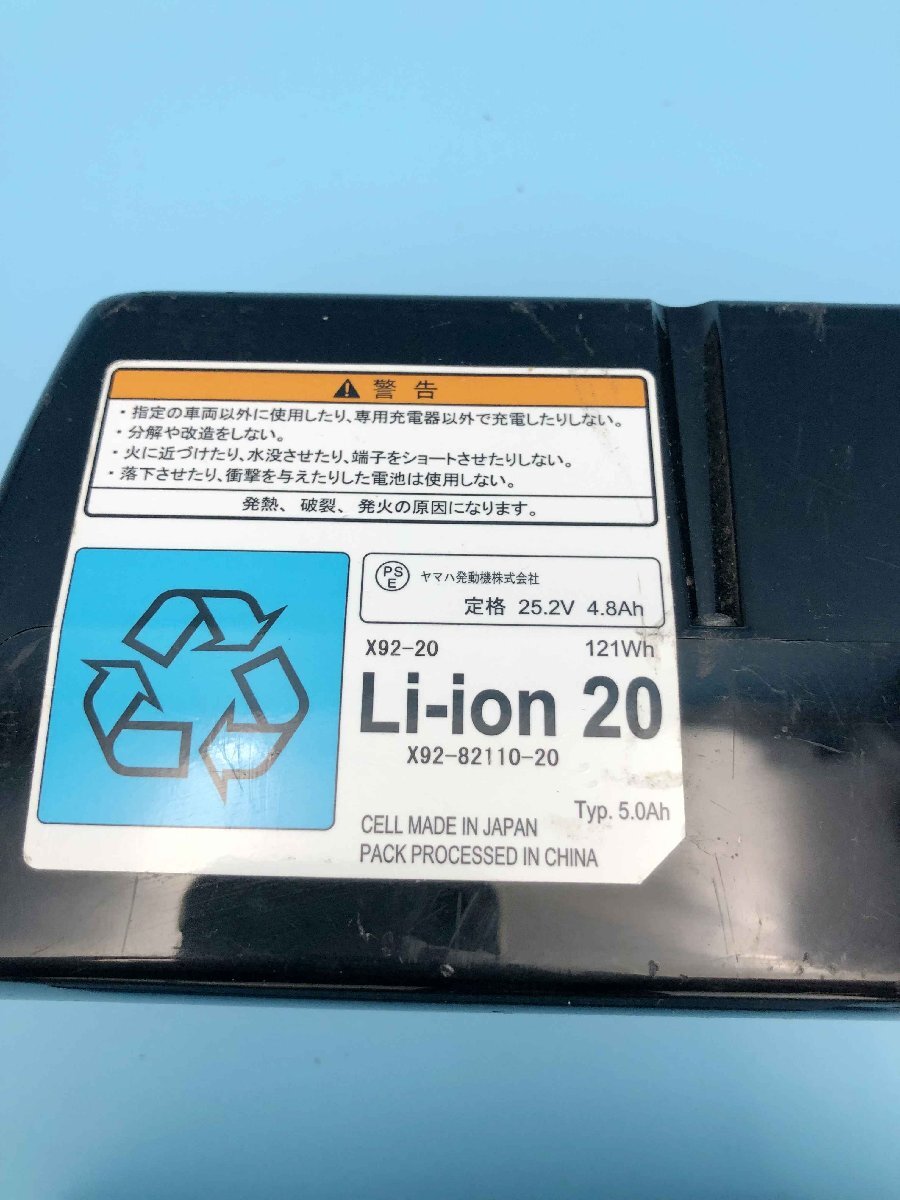 ⚠ 警告
・指定の車両以外に使用したり、専用充電器以外で充電したりしない。
・分解や改造をしない。
・火に近づけたり、水没させたり、端子をショートさせたりしない。
・落下させたり、衝撃を与えたりした電池は使用しない。
発熱、破裂、発火の原因になります。
PS
E
ヤマハ発動機株式会社
定格 25.2V 4.8Ah
X92-20 121Wh
Li-ion 20
X92-82110-20
Typ. 5.0Ah
CELL MADE IN JAPAN
PACK PROCESSED IN CHINA